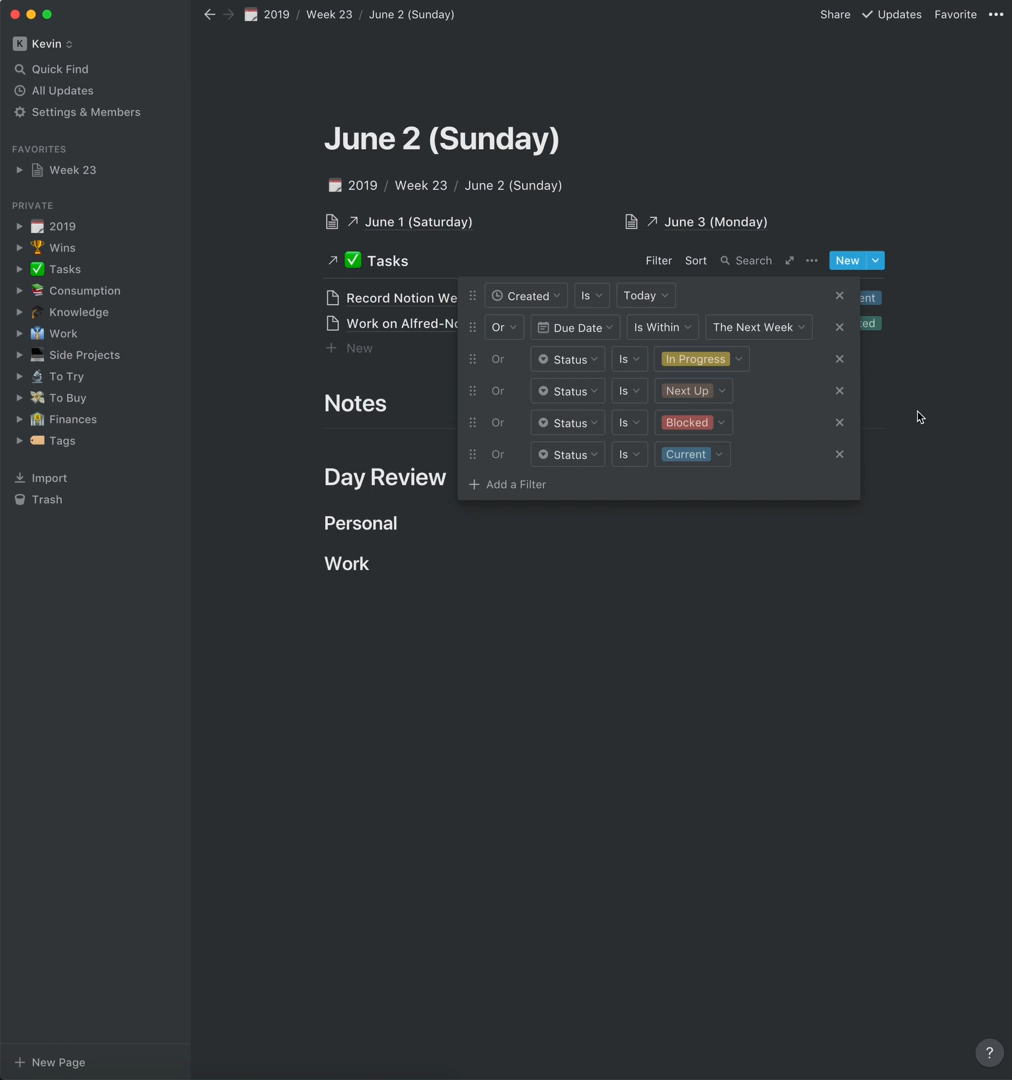 2019 / Week 23 / June 2 (Sunday)
Share Updates Favorite
K Kevin
Quick Find
All Updates
Settings & Members
FAVORITES
Week 23
PRIVATE
2019
Wins
Tasks
Consumption
Knowledge
Work
Side Projects
To Try
To Buy
Finances
Tags
Import
Trash
New Page
June 2 (Sunday)
2019 / Week 23 / June 2 (Sunday)
June 1 (Saturday) June 3 (Monday)
Tasks Filter Sort Search New
Record Notion We
Work on Alfred-No
New
Created Is Today
Or Due Date Is Within The Next Week
Or Status Is In Progress
Or Status Is Next Up
Or Status Is Blocked
Or Status Is Current
Add a Filter
Notes
Day Review
Personal
Work
?